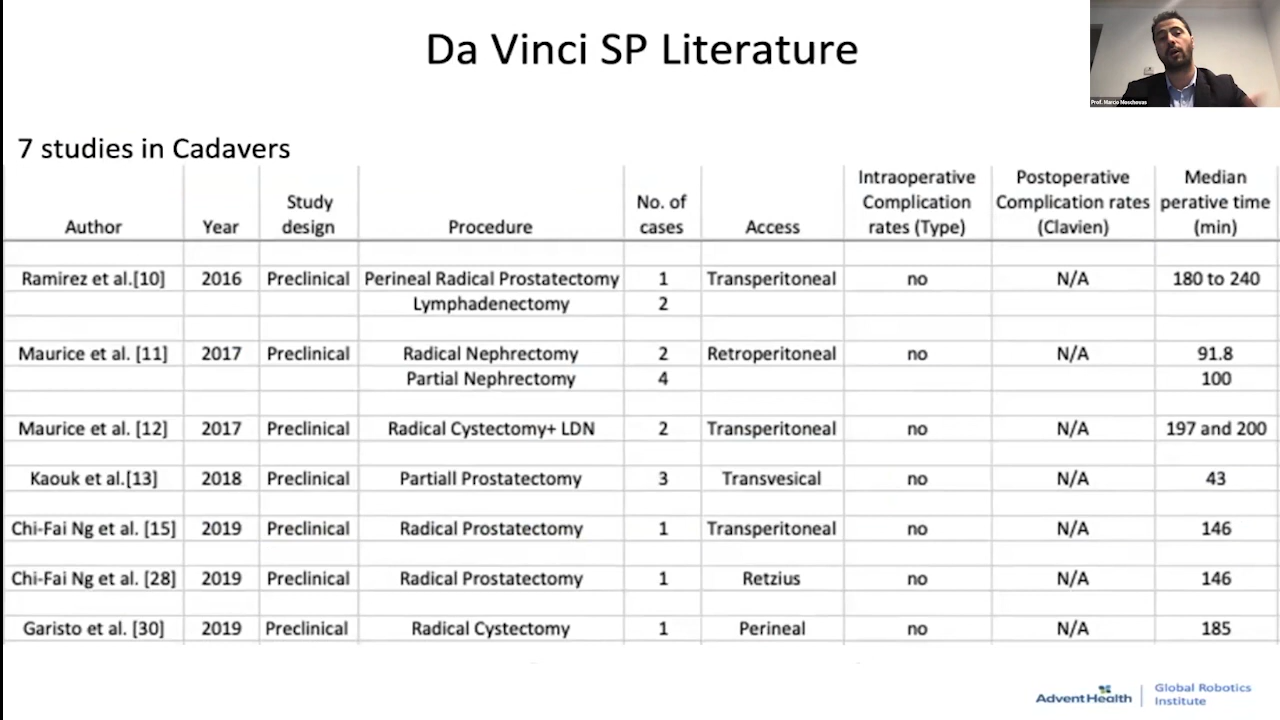 Da Vinci SP Literature
Prof. Marcio Moschovas
7 studies in Cadavers
Author Year Study design Procedure No. of cases Access Intraoperative Complication rates (Type) Postoperative Complication rates (Clavien) Median perative time (min)
Ramirez et al.[10] 2016 Preclinical Perineal Radical Prostatectomy 1 Transperitoneal no N/A 180 to 240
Lymphadenectomy 2
Maurice et al. [11] 2017 Preclinical Radical Nephrectomy 2 Retroperitoneal no N/A 91.8
Partial Nephrectomy 4 100
Maurice et al. [12] 2017 Preclinical Radical Cystectomy+ LDN 2 Transperitoneal no N/A 197 and 200
Kaouk et al.[13] 2018 Preclinical Partiall Prostatectomy 3 Transvesical no N/A 43
Chi-Fai Ng et al. [15] 2019 Preclinical Radical Prostatectomy 1 Transperitoneal no N/A 146
Chi-Fai Ng et al. [28] 2019 Preclinical Radical Prostatectomy 1 Retzius no N/A 146
Garisto et al. [30] 2019 Preclinical Radical Cystectomy 1 Perineal no N/A 185
AdventHealth Global Robotics
Institute